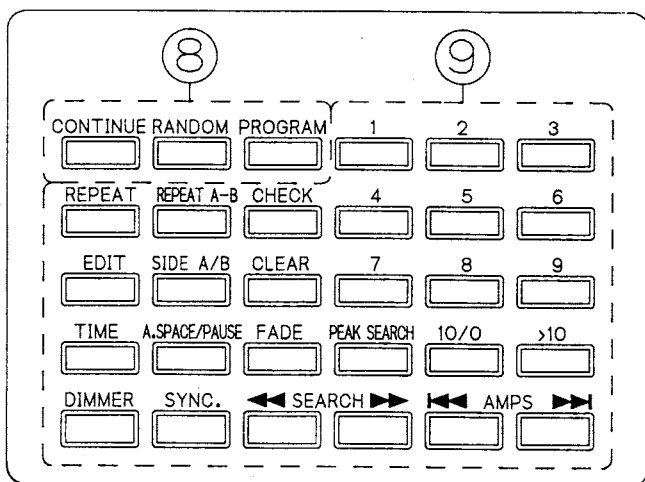 8 9
CONTINUE RANDOM PROGRAM 1 2 3
REPEAT REPEAT A-B CHECK 4 5 6
EDIT SIDE A/B CLEAR 7 8 9
TIME A.SPACE/PAUSE FADE PEAK SEARCH 10/0 >10
DIMMER SYNC. ◀◀ SEARCH ▶▶ |◀◀ AMPS ▶▶|